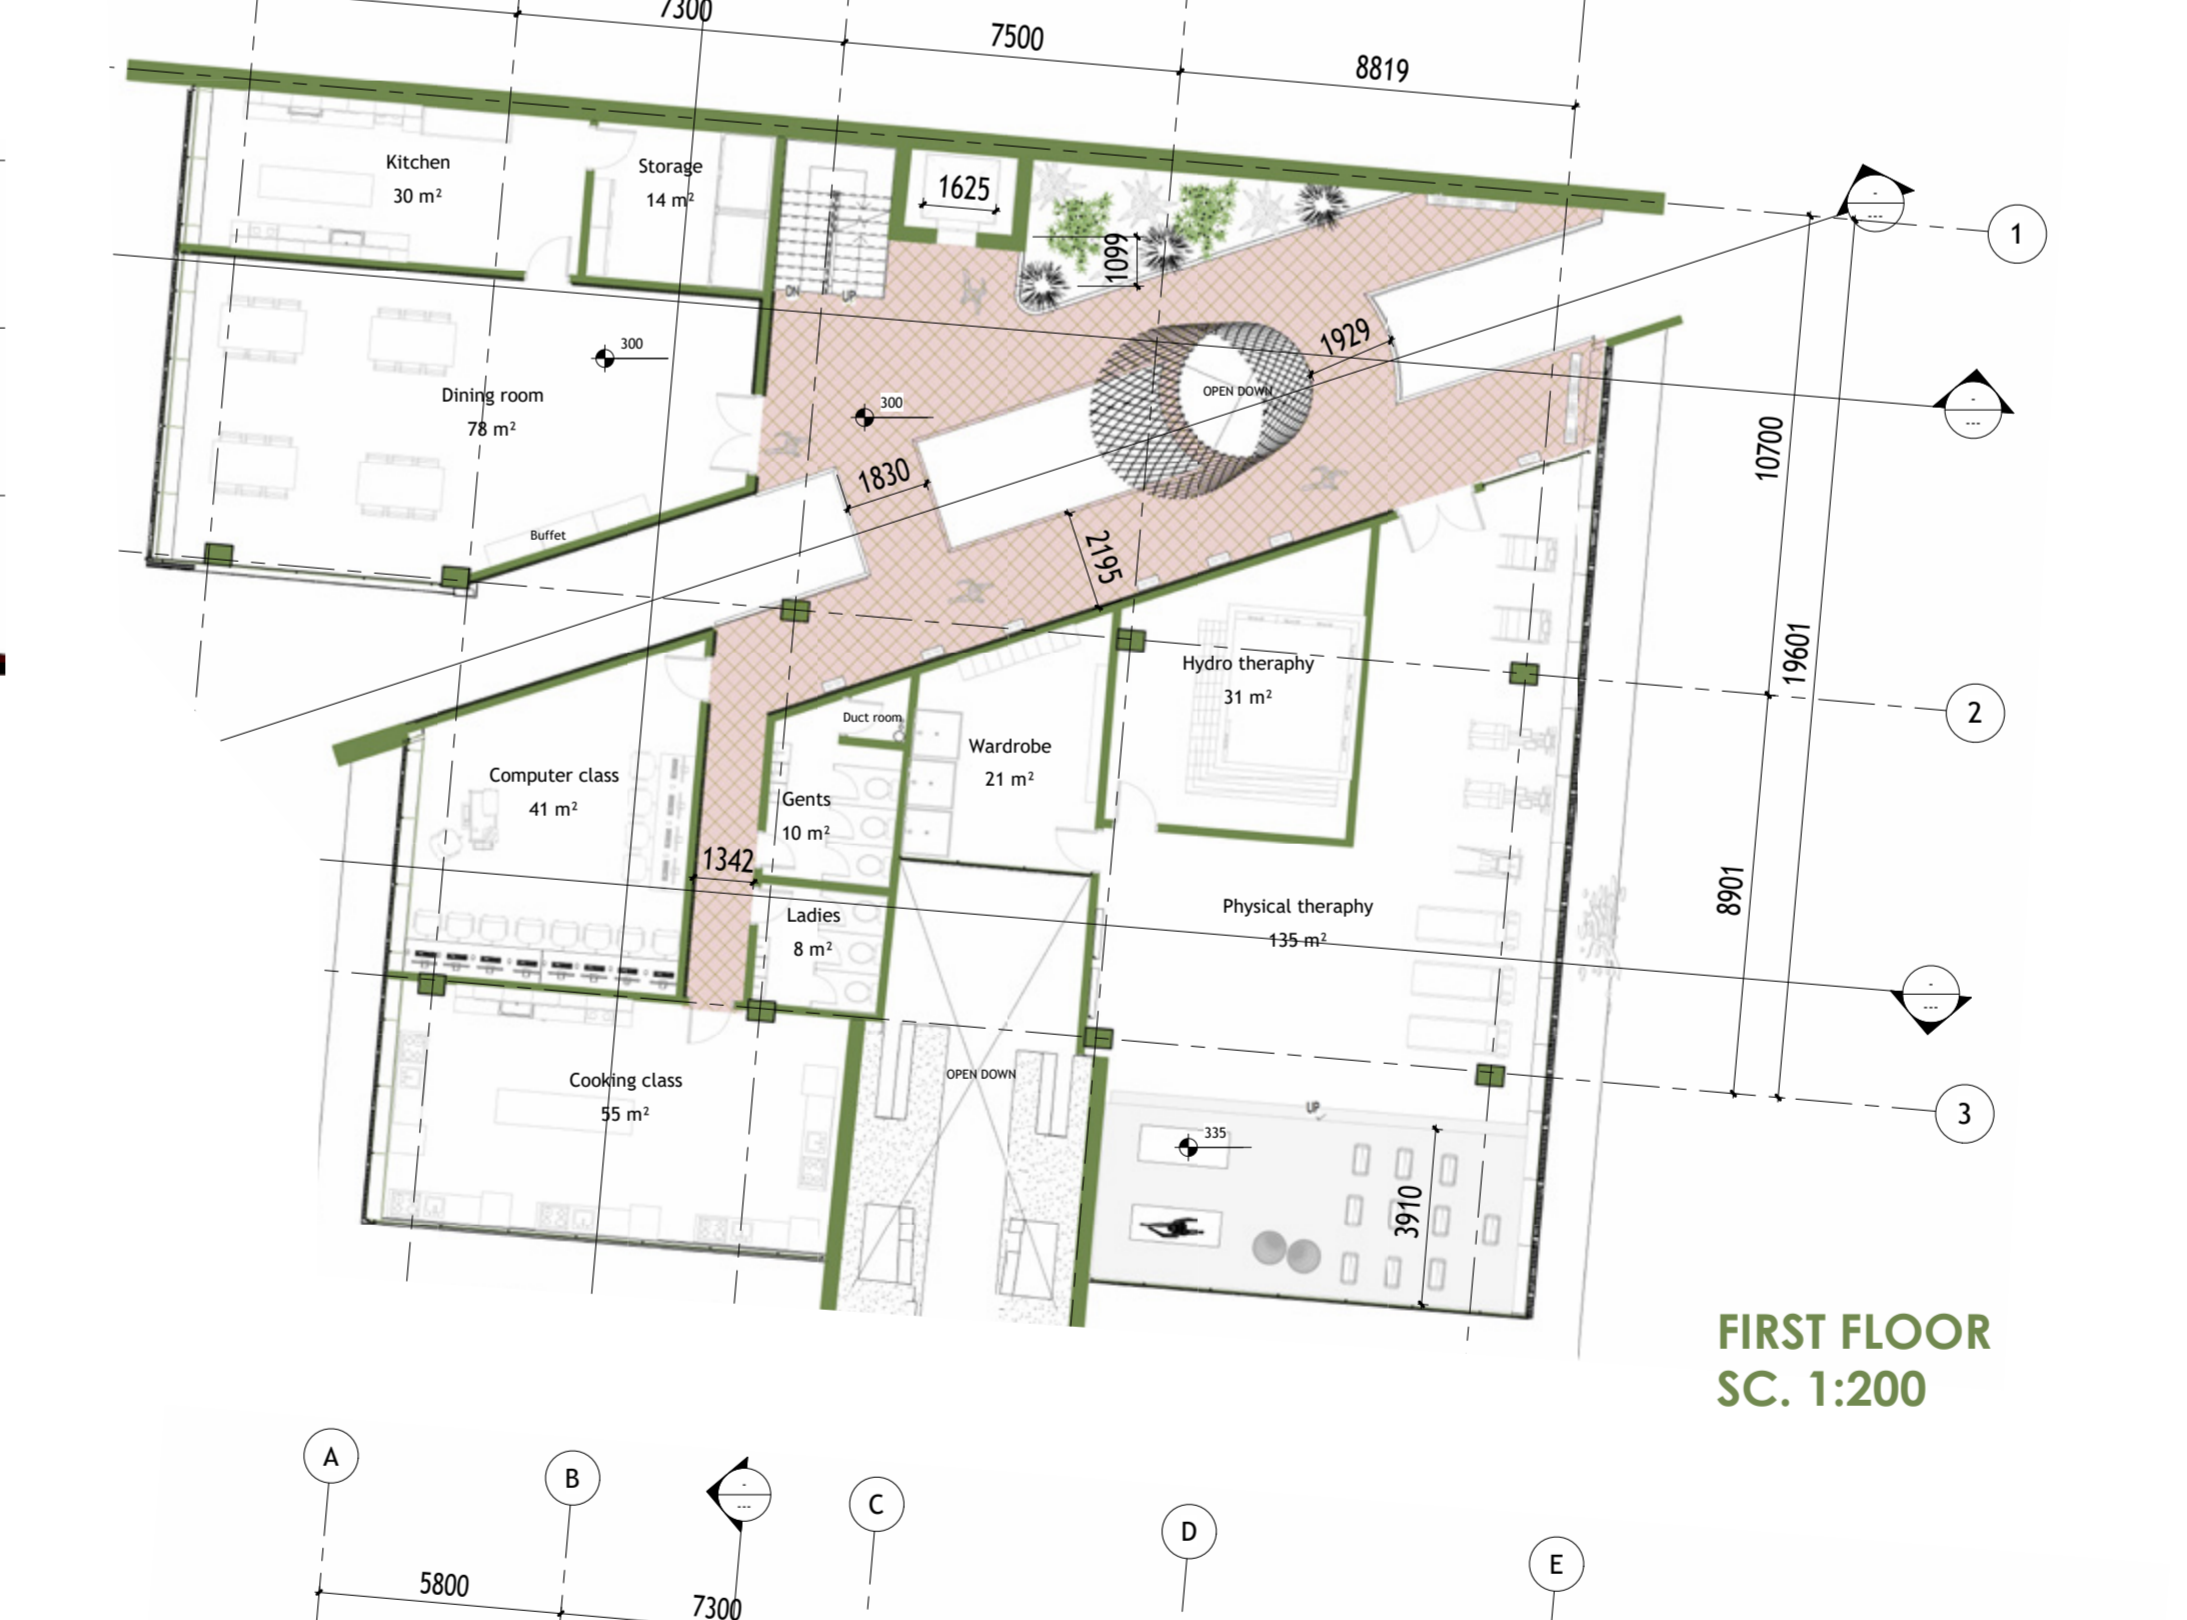 7300
7500
8819
Kitchen
30 m²
Storage
14 m²
1625
1099
-
---
1
300
Dining room
78 m²
DN
UP
300
OPEN DOWN
1929
-
---
10700
1830
Buffet
2195
19601
Hydro theraphy
31 m²
2
Duct room
Wardrobe
21 m²
Computer class
41 m²
Gents
10 m²
1342
Ladies
8 m²
Physical theraphy
135 m²
8901
-
---
Cooking class
55 m²
OPEN DOWN
UP
335
3910
3
FIRST FLOOR
SC. 1:200
A
B
-
---
C
D
E
5800
7300